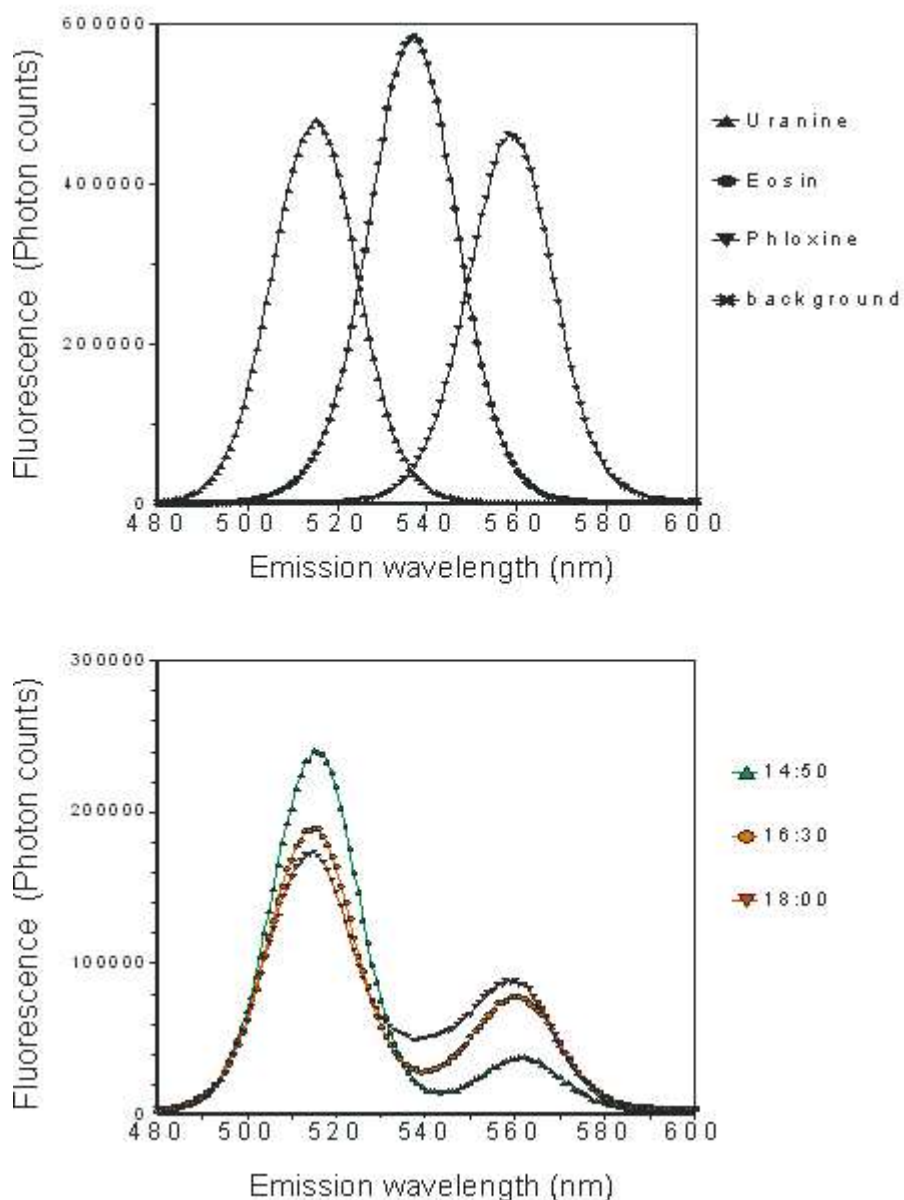 600000
400000
200000
0
Fluorescence (Photon counts)
480 500 520 540 560 580 600
Emission wavelength (nm)
Uranine
Eosin
Phloxine
background
300000
200000
100000
0
Fluorescence (Photon counts)
480 500 520 540 560 580 600
Emission wavelength (nm)
14:50
16:30
18:00